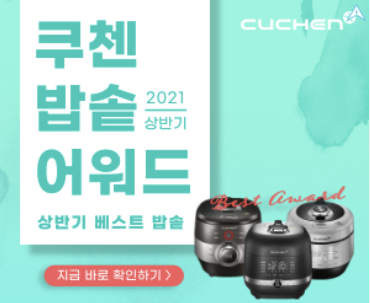 CUCHEN
쿠첸
밥솥
2021
상반기
어워드
Best Award
상반기 베스트 밥솥
지금 바로 확인하기 >